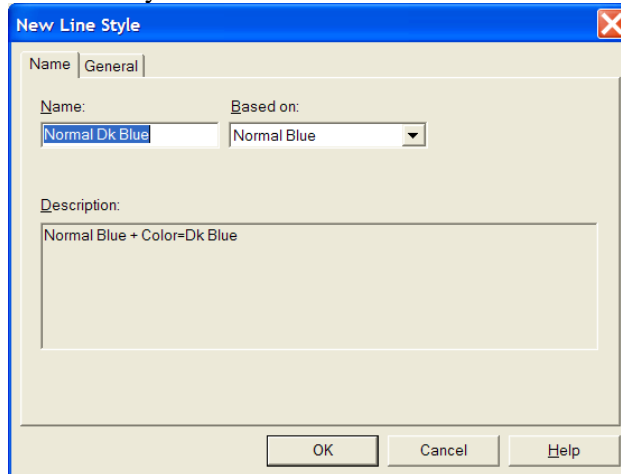 New Line Style
Name General
Name: Based on:
Normal Dk Blue Normal Blue
Description:
Normal Blue + Color=Dk Blue
OK Cancel Help